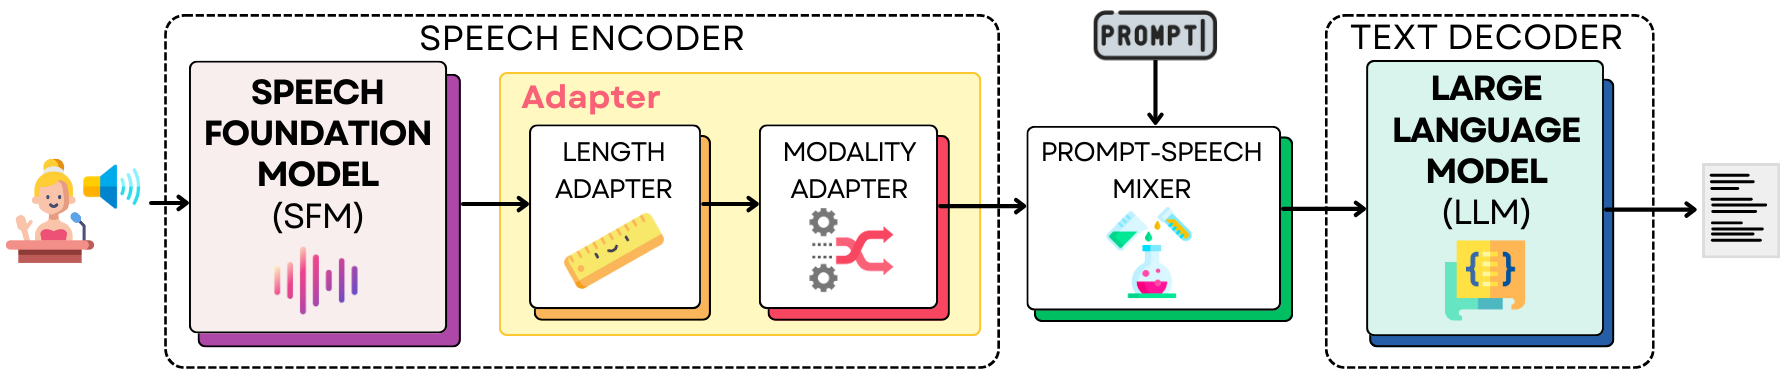 SPEECH ENCODER
SPEECH
FOUNDATION
MODEL
(SFM)
Adapter
LENGTH
ADAPTER
MODALITY
ADAPTER
PROMPT
PROMPT-SPEECH
MIXER
TEXT DECODER
LARGE
LANGUAGE
MODEL
(LLM)
{}